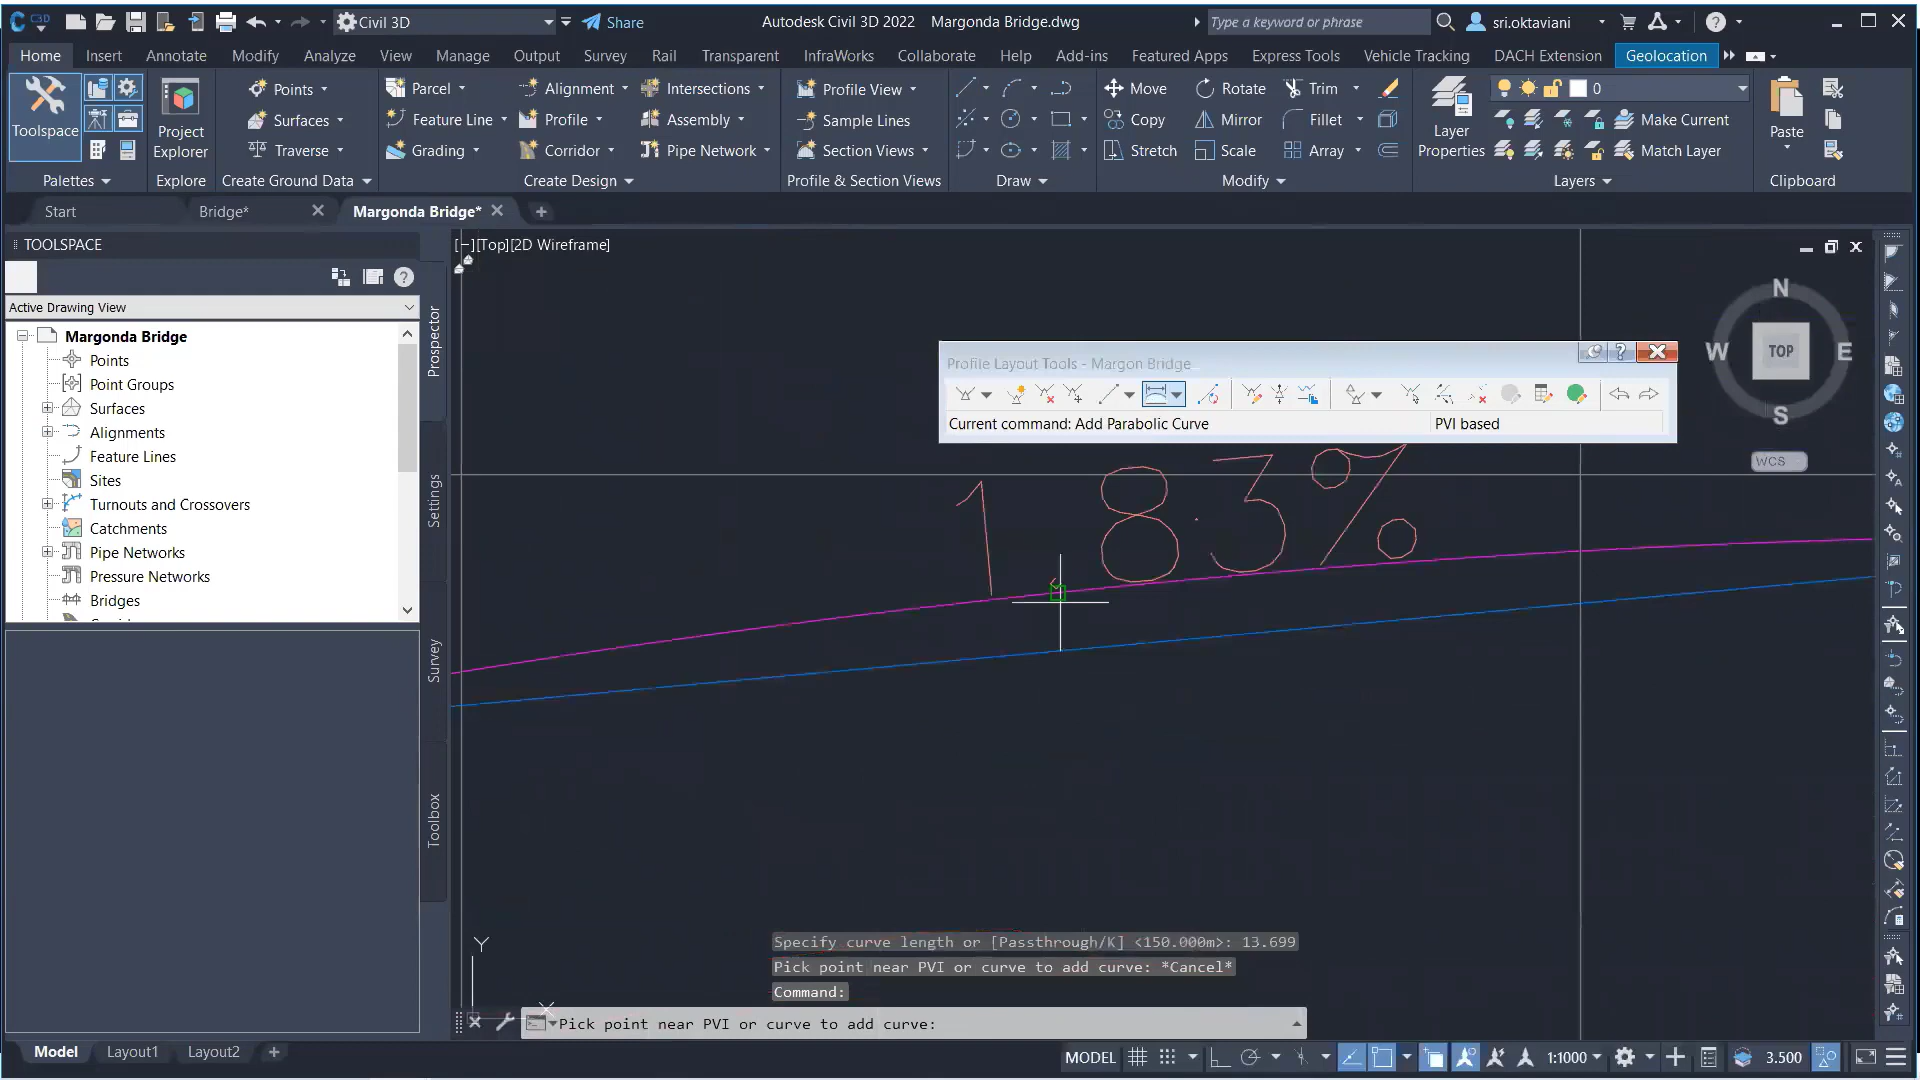 C3D Civil 3D Share Autodesk Civil 3D 2022 Margonda Bridge.dwg Type a keyword or phrase sri.oktaviani
Home Insert Annotate Modify Analyze View Manage Output Survey Rail Transparent InfraWorks Collaborate Help Add-ins Featured Apps Express Tools Vehicle Tracking DACH Extension Geolocation
Points Parcel Alignment Intersections Profile View Move Rotate Trim 0
Toolspace Project Explorer Surfaces Feature Line Profile Assembly Sample Lines Copy Mirror Fillet Layer Properties Make Current Paste
Traverse Grading Corridor Pipe Network Section Views Stretch Scale Array Match Layer
Palettes Explore Create Ground Data Create Design Profile & Section Views Draw Modify Layers Clipboard
Start Bridge* Margonda Bridge*
TOOLSPACE
[−][Top][2D Wireframe]
Active Drawing View
Margonda Bridge
Points
Point Groups
Surfaces
Alignments
Feature Lines
Sites
Turnouts and Crossovers
Catchments
Pipe Networks
Pressure Networks
Bridges
Prospector
Settings
Survey
Toolbox
N
W TOP E
S
WCS
Profile Layout Tools - Margon Bridge...
Current command: Add Parabolic Curve PVI based
1.83%
Y
X
Specify curve length or [Passthrough/K] <150.000m>: 13.699
Pick point near PVI or curve to add curve: *Cancel*
Command:
Pick point near PVI or curve to add curve:
Model Layout1 Layout2
MODEL 1:1000 3.500